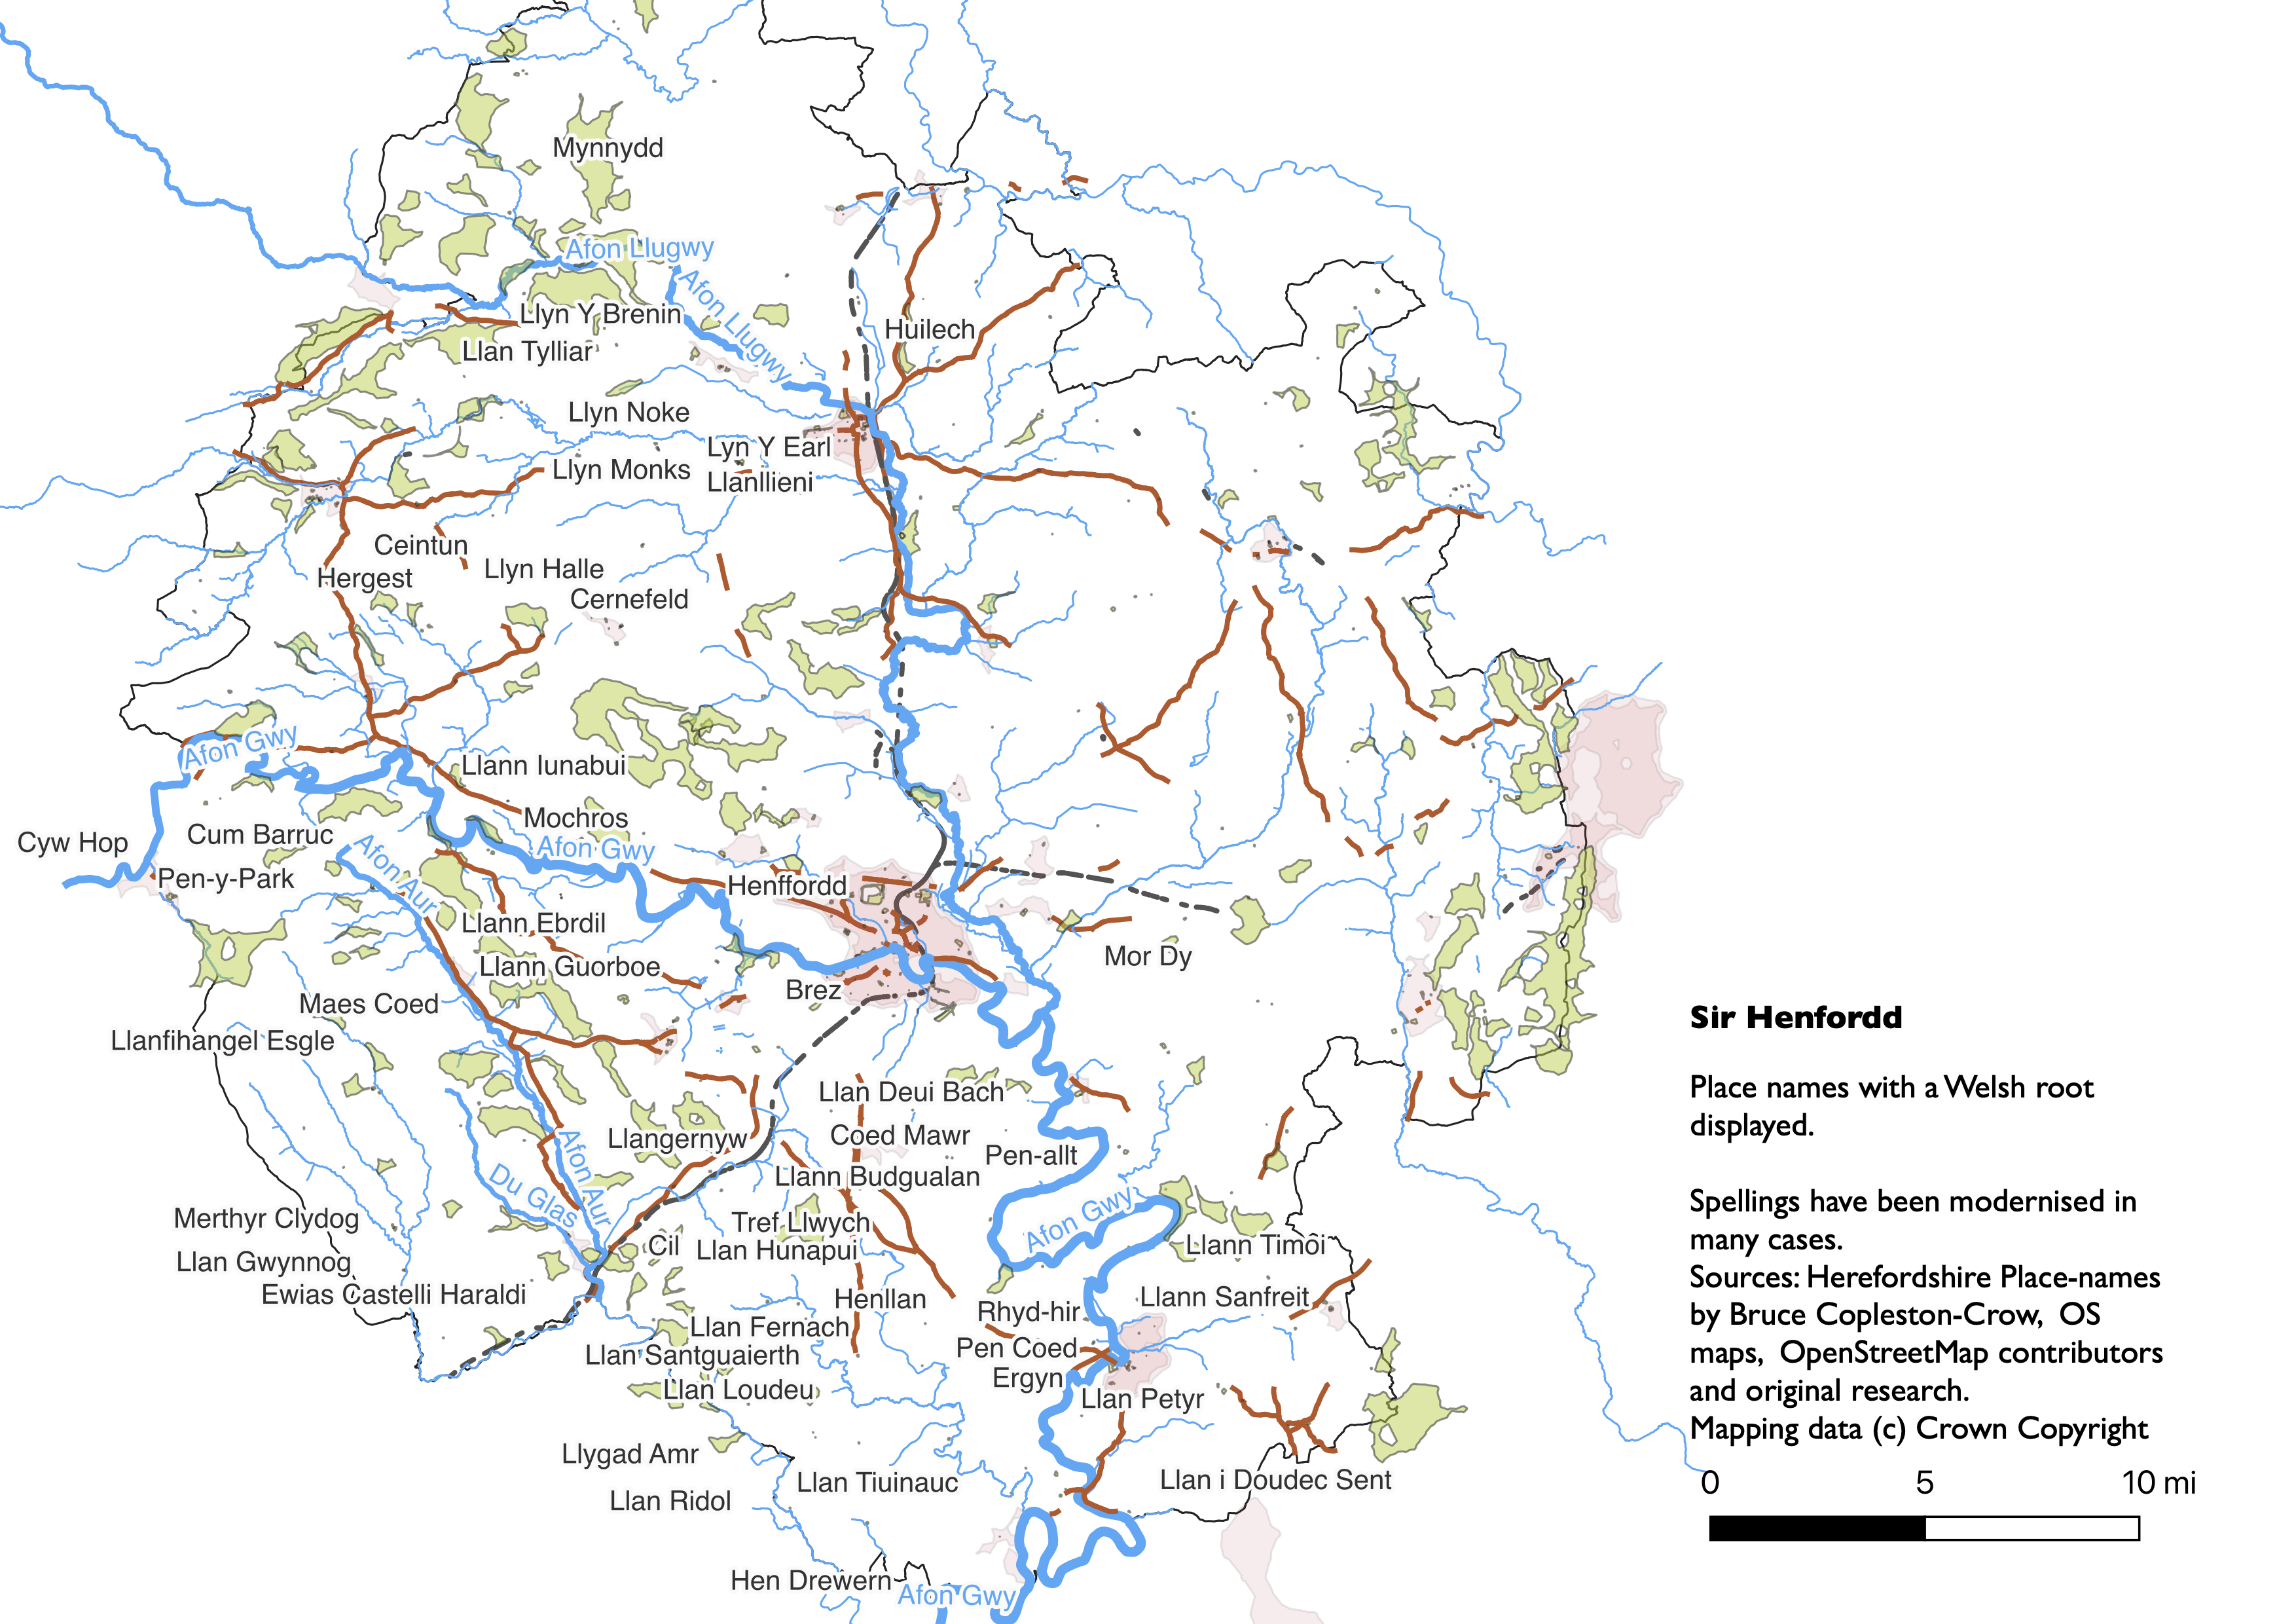 Mynnydd
Afon Llugwy
Afon Llugwy
Llyn Y Brenin
Huilech
Llan Tylliar
Llyn Noke
Lyn Y Earl
Llyn Monks
Llanllieni
Ceintun
Llyn Halle
Hergest
Cernefeld
Afon Gwy
Llann Iunabui
Mochros
Cyw Hop
Cum Barruc
Afon Gwy
Afon Aur
Pen-y-Park
Henffordd
Llann Ebrdil
Mor Dy
Llann Guorboe
Brez
Maes Coed
Llanfihangel Esgle
Llan Deui Bach
Llangernyw
Coed Mawr
Pen-allt
Afon Aur
Llann Budgualan
Du Glas
Afon Gwy
Merthyr Clydog
Tref Llwych
Cil
Llan Hunapui
Llann Timôi
Llan Gwynnog
Ewias Castelli Haraldi
Henllan
Llann Sanfreit
Rhyd-hir
Llan Fernach
Pen Coed
Llan Santguaierth
Ergyn
Llan Loudeu
Llan Petyr
Llygad Amr
Llan Tiuinauc
Llan i Doudec Sent
Llan Ridol
Hen Drewern
Afon Gwy
Sir Henfordd
Place names with a Welsh root
displayed.
Spellings have been modernised in
many cases.
Sources: Herefordshire Place-names
by Bruce Copleston-Crow, OS
maps, OpenStreetMap contributors
and original research.
Mapping data (c) Crown Copyright
0 5 10 mi